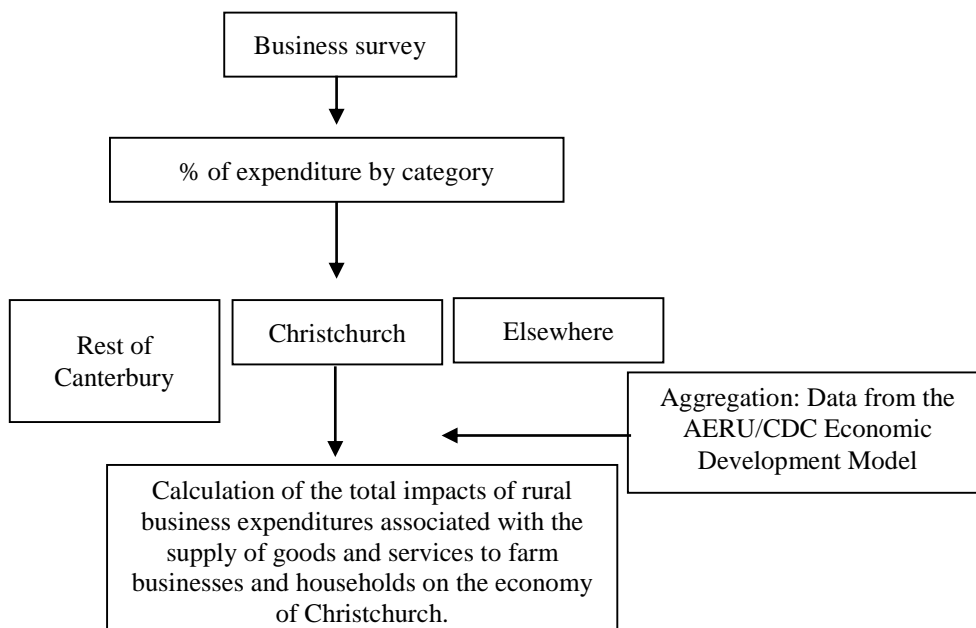 Business survey
% of expenditure by category
Rest of
Canterbury
Christchurch
Elsewhere
Aggregation: Data from the
AERU/CDC Economic
Development Model
Calculation of the total impacts of rural
business expenditures associated with the
supply of goods and services to farm
businesses and households on the economy
of Christchurch.